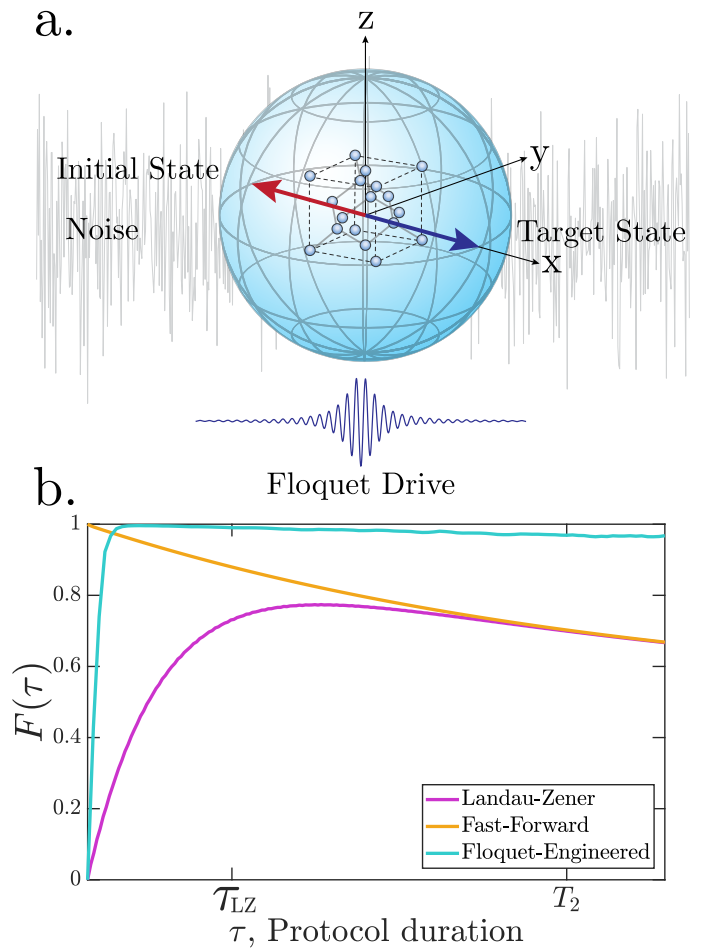 a.
z
Initial State
y
Noise
Target State
x
Floquet Drive
b.
1
0.8
0.6
0.4
0.2
0
F(τ)
Landau-Zener
Fast-Forward
Floquet-Engineered
τLZ
T2
τ, Protocol duration